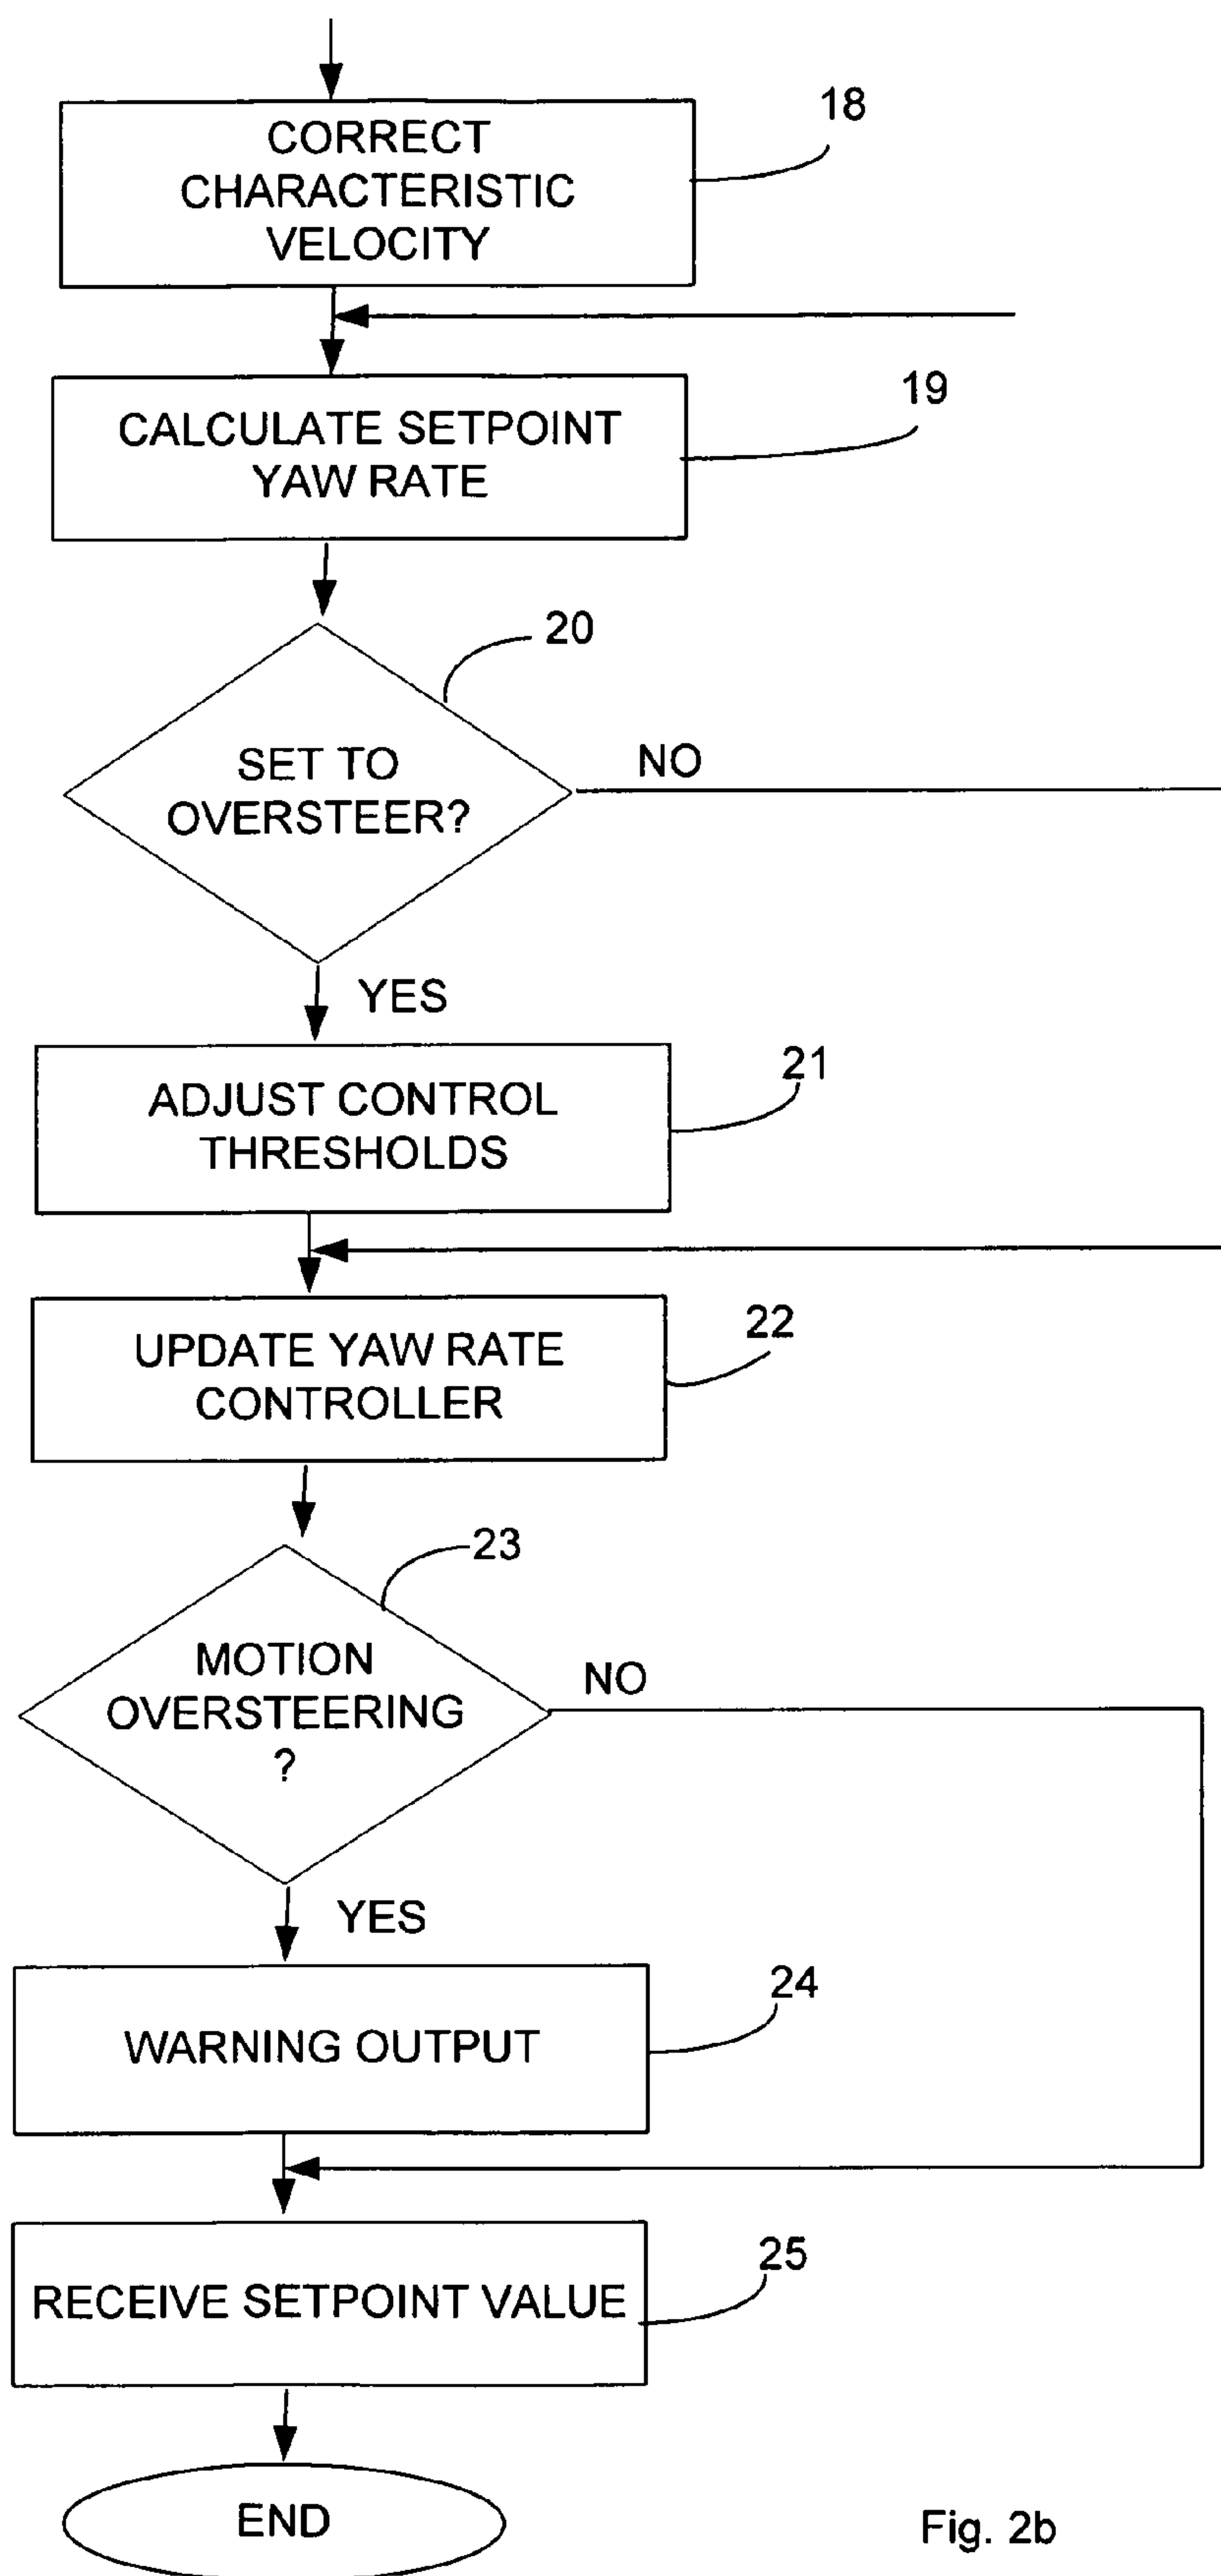 18
CORRECT
CHARACTERISTIC
VELOCITY
19
CALCULATE SETPOINT
YAW RATE
20
SET TO
OVERSTEER?
NO
YES
21
ADJUST CONTROL
THRESHOLDS
22
UPDATE YAW RATE
CONTROLLER
23
MOTION
OVERSTEERING
?
NO
YES
24
WARNING OUTPUT
25
RECEIVE SETPOINT VALUE
END
Fig. 2b